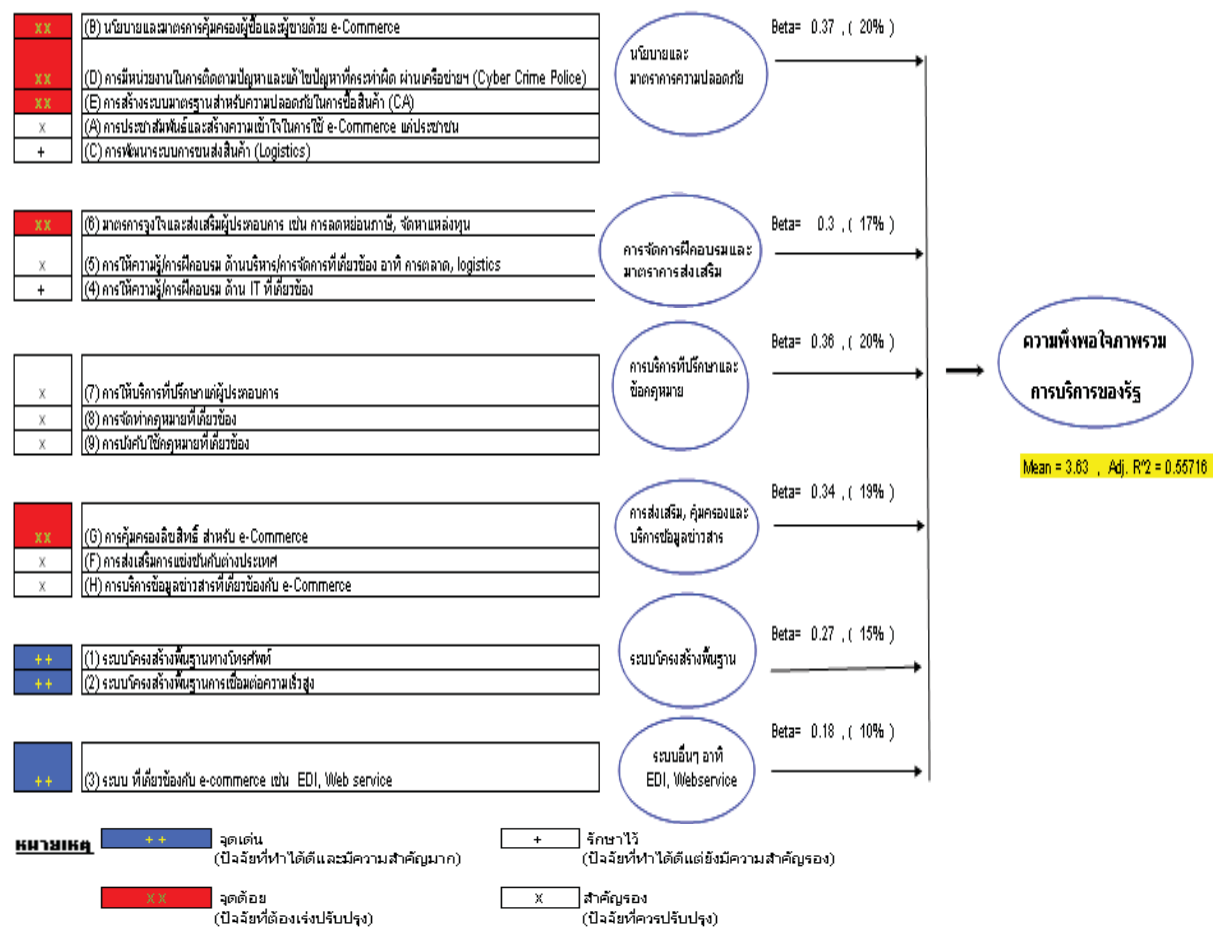 xx (B) นโยบายและมาตรการคุ้มครองผู้ซื้อและผู้ขายด้วย e-Commerce
xx (D) การมีหน่วยงานในการติดตามปัญหาและแก้ไขปัญหาที่กระทำผิด ผ่านเครือข่ายฯ (Cyber Crime Police)
xx (E) การสร้างระบบมาตรฐานสำหรับความปลอดภัยในการซื้อสินค้า (CA)
x (A) การประชาสัมพันธ์และสร้างความเข้าใจในการใช้ e-Commerce แก่ประชาชน
+ (C) การพัฒนาระบบการขนส่งสินค้า (Logistics)
นโยบายและ
มาตราการความปลอดภัย
Beta= 0.37 , ( 20% )
xx (6) มาตรการจูงใจและส่งเสริมผู้ประกอบการ เช่น การลดหย่อนภาษี, จัดหาแหล่งทุน
x (5) การให้ความรู้/การฝึกอบรม ด้านบริหาร/การจัดการที่เกี่ยวข้อง อาทิ การตลาด, logistics
+ (4) การให้ความรู้/การฝึกอบรม ด้าน IT ที่เกี่ยวข้อง
การจัดการฝึกอบรมและ
มาตราการส่งเสริม
Beta= 0.3 , ( 17% )
x (7) การให้บริการที่ปรึกษาแก่ผู้ประกอบการ
x (8) การจัดทำกฎหมายที่เกี่ยวข้อง
x (9) การบังคับใช้กฎหมายที่เกี่ยวข้อง
การบริการที่ปรึกษาและ
ข้อกฎหมาย
Beta= 0.36 , ( 20% )
xx (G) การคุ้มครองลิขสิทธิ์ สำหรับ e-Commerce
x (F) การส่งเสริมการแข่งขันกับต่างประเทศ
x (H) การบริการข้อมูลข่าวสารที่เกี่ยวข้องกับ e-Commerce
การส่งเสริม, คุ้มครองและ
บริการข้อมูลข่าวสาร
Beta= 0.34 , ( 19% )
++ (1) ระบบโครงสร้างพื้นฐานทางโทรศัพท์
++ (2) ระบบโครงสร้างพื้นฐานการเชื่อมต่อความเร็วสูง
ระบบโครงสร้างพื้นฐาน
Beta= 0.27 , ( 15% )
++ (3) ระบบ ที่เกี่ยวข้องกับ e-commerce เช่น EDI, Web service
ระบบอื่นๆ อาทิ
EDI, Webservice
Beta= 0.18 , ( 10% )
ความพึงพอใจภาพรวม
การบริการของรัฐ
Mean = 3.63 , Adj. R^2 = 0.55716
หมายเหตุ
++ จุดเด่น
(ปัจจัยที่ทำได้ดีและมีความสำคัญมาก)
+ รักษาไว้
(ปัจจัยที่ทำได้ดีแต่ยังมีความสำคัญรอง)
xx จุดด้อย
(ปัจจัยที่ต้องเร่งปรับปรุง)
x สำคัญรอง
(ปัจจัยที่ควรปรับปรุง)